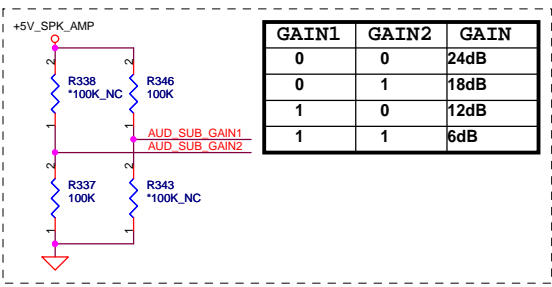 +5V_SPK_AMP
GAIN1 GAIN2 GAIN
0 0 24dB
0 1 18dB
1 0 12dB
1 1 6dB
2 2
R338 R346
*100K_NC 100K
1 1
AUD_SUB_GAIN1
AUD_SUB_GAIN2
2 2
R337 R343
100K *100K_NC
1 1